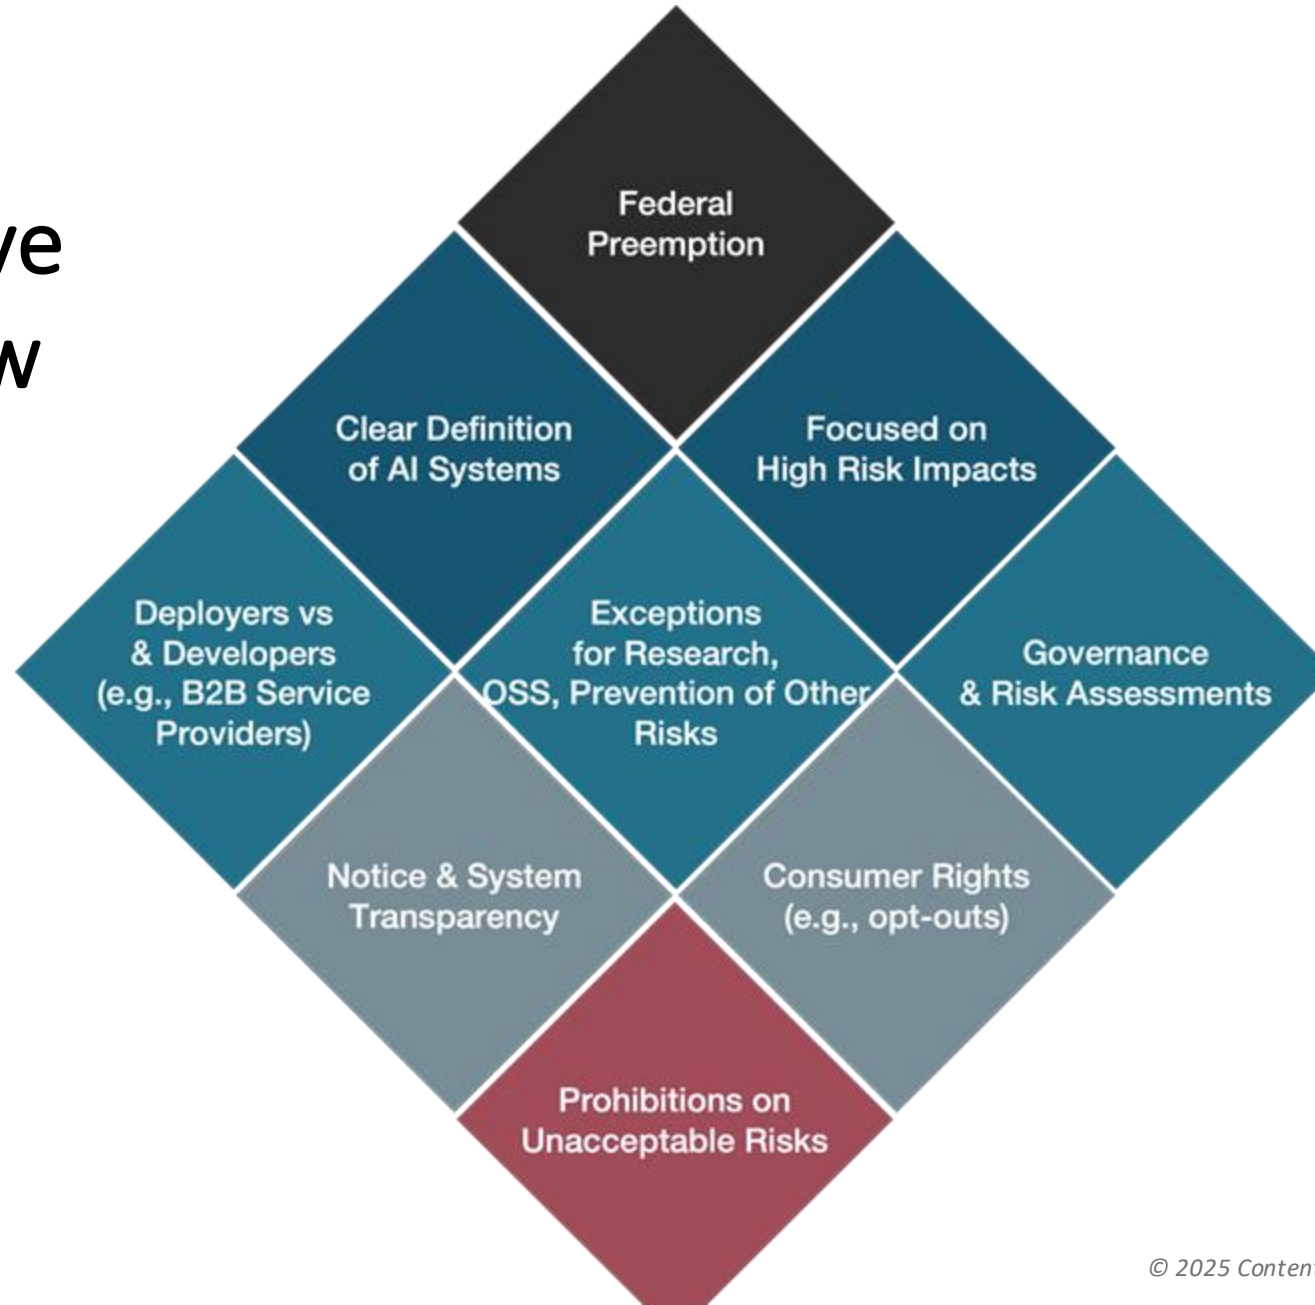 ve
w
Federal
Preemption
Clear Definition
of AI Systems
Focused on
High Risk Impacts
Deployers vs
& Developers
(e.g., B2B Service
Providers)
Exceptions
for Research,
OSS, Prevention of Other
Risks
Governance
& Risk Assessments
Notice & System
Transparency
Consumer Rights
(e.g., opt-outs)
Prohibitions on
Unacceptable Risks
© 2025 Content